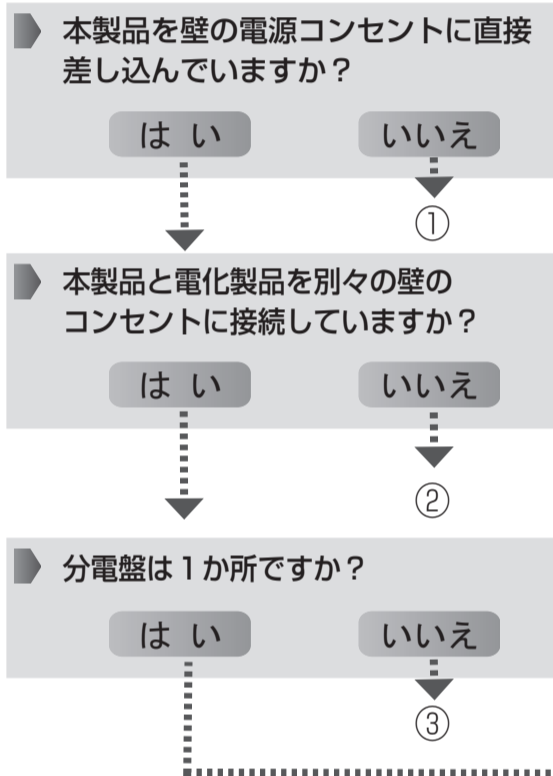 本製品を壁の電源コンセントに直接
差し込んでいますか？
は い
いいえ
①
本製品と電化製品を別々の壁の
コンセントに接続していますか？
は い
いいえ
②
分電盤は１か所ですか？
は い
いいえ
③